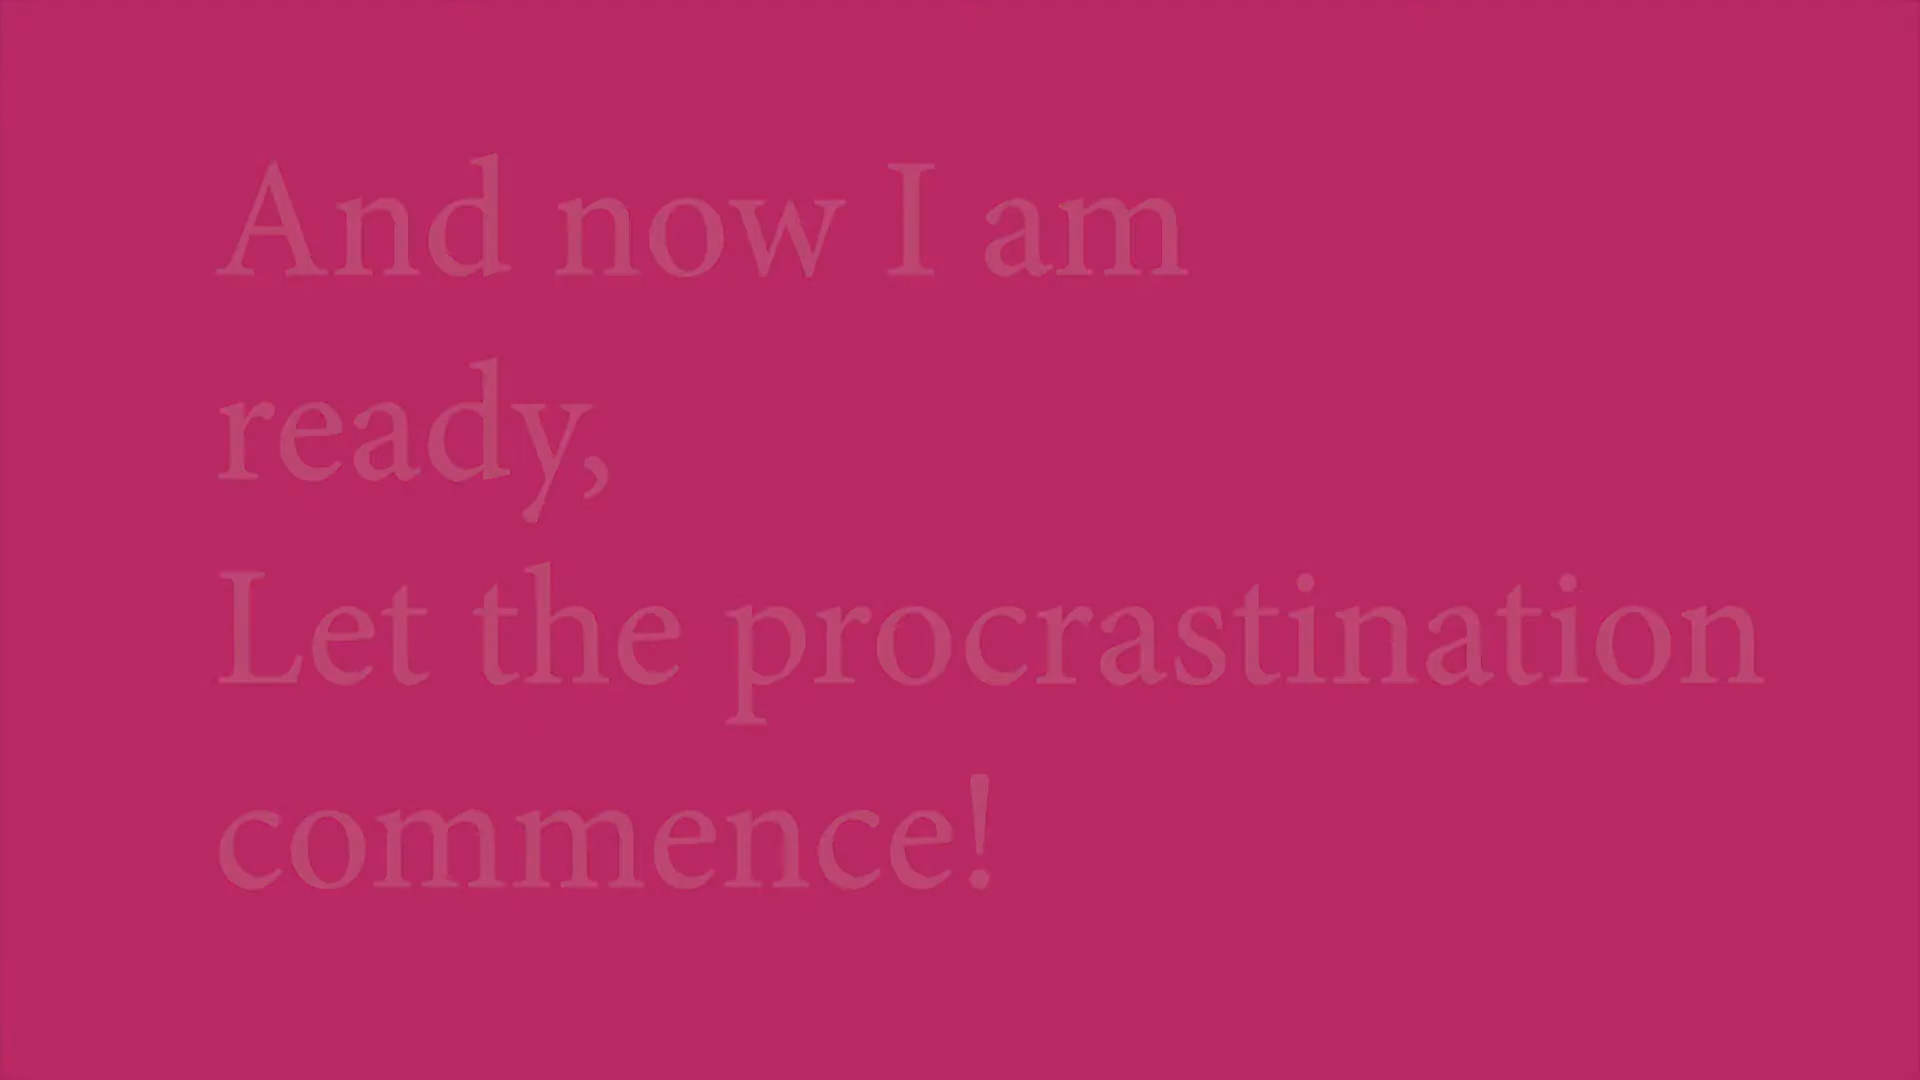 And now I am
ready,
Let the procrastination
commence!